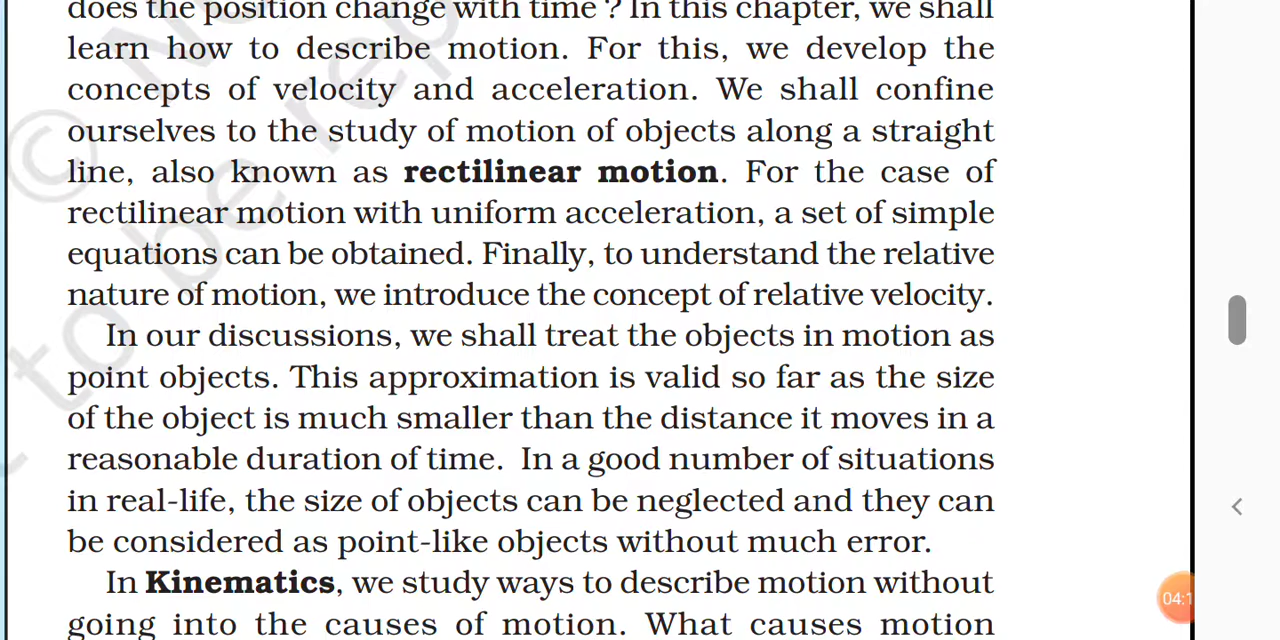 does the position change with time ? In this chapter, we shall
learn how to describe motion. For this, we develop the
concepts of velocity and acceleration. We shall confine
ourselves to the study of motion of objects along a straight
line, also known as rectilinear motion. For the case of
rectilinear motion with uniform acceleration, a set of simple
equations can be obtained. Finally, to understand the relative
nature of motion, we introduce the concept of relative velocity.
In our discussions, we shall treat the objects in motion as
point objects. This approximation is valid so far as the size
of the object is much smaller than the distance it moves in a
reasonable duration of time. In a good number of situations
in real-life, the size of objects can be neglected and they can
be considered as point-like objects without much error.
In Kinematics, we study ways to describe motion without
going into the causes of motion. What causes motion
© N
to be rep